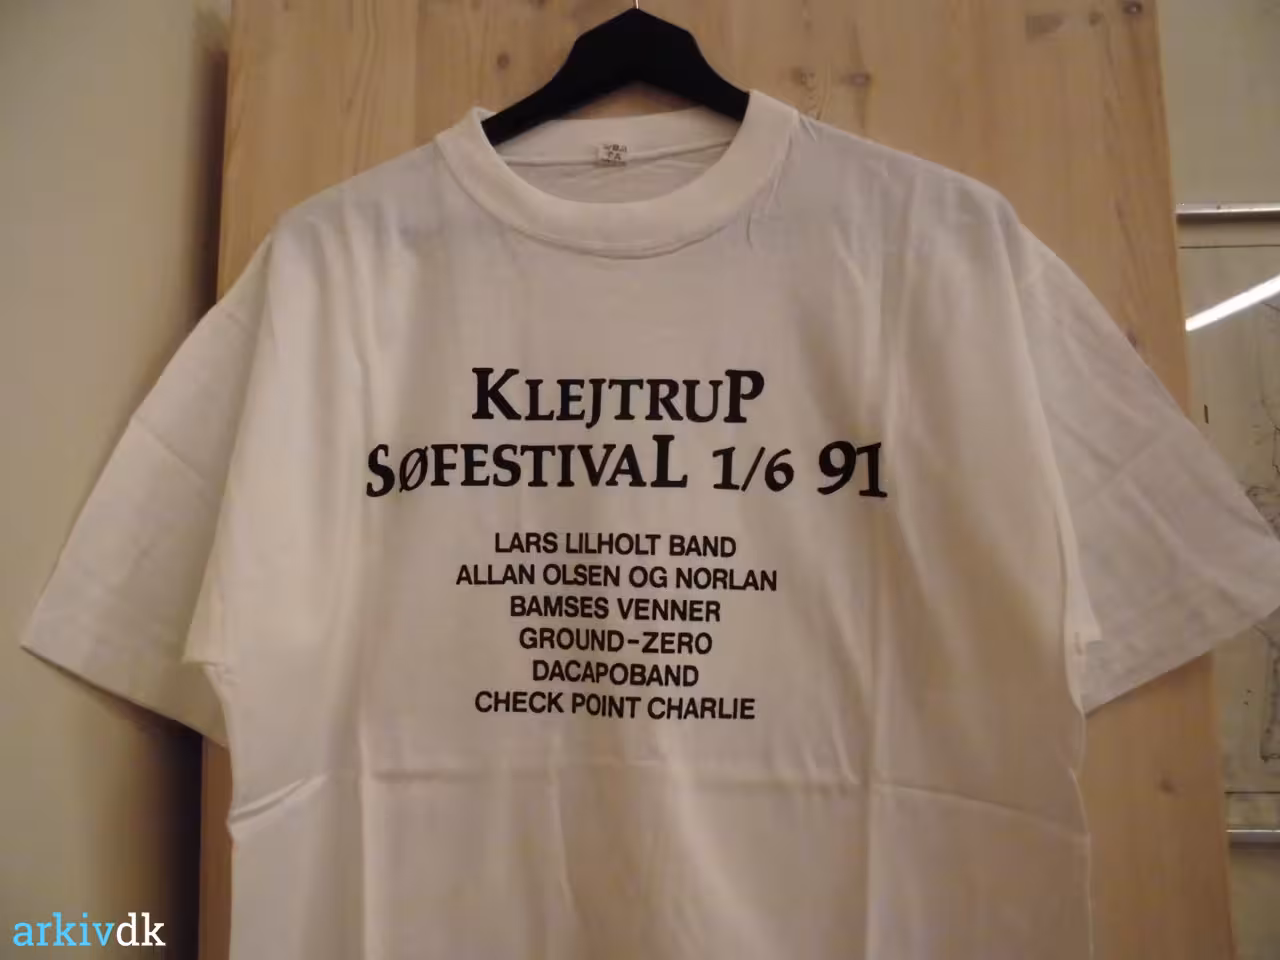 KLEJTRUP
SØFESTIVAL 1/6 91
LARS LILHOLT BAND
ALLAN OLSEN OG NORLAN
BAMSES VENNER
GROUND-ZERO
DACAPOBAND
CHECK POINT CHARLIE
arkivdk